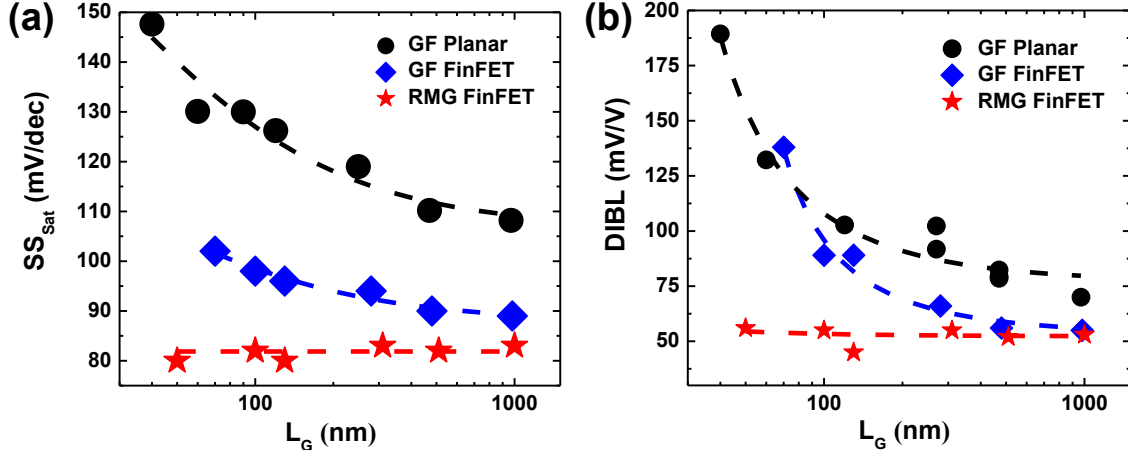 (a)
150
140
130
120
110
100
90
80
SS_Sat (mV/dec)
GF Planar
GF FinFET
RMG FinFET
100
1000
L_G (nm)
(b)
200
175
150
125
100
75
50
DIBL (mV/V)
GF Planar
GF FinFET
RMG FinFET
100
1000
L_G (nm)